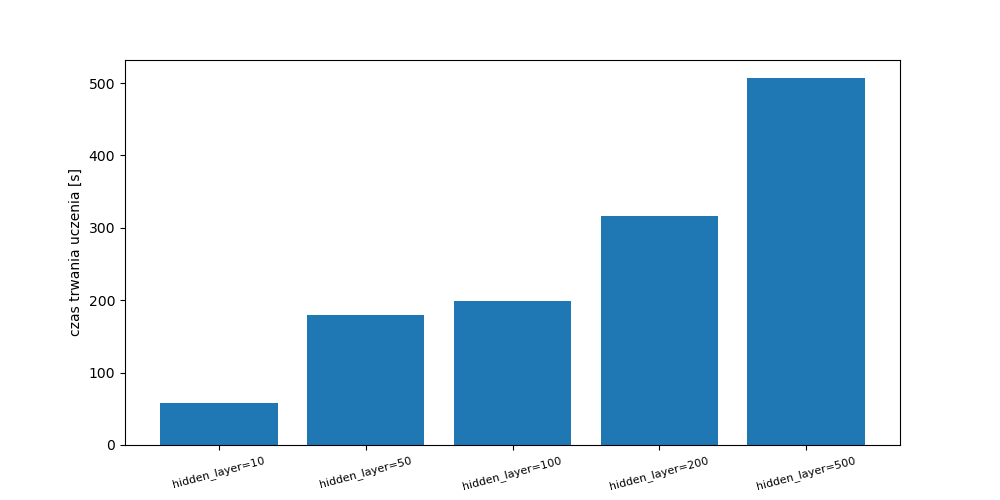 czas trwania uczenia [s]
500
400
300
200
100
0
hidden_layer=10
hidden_layer=50
hidden_layer=100
hidden_layer=200
hidden_layer=500